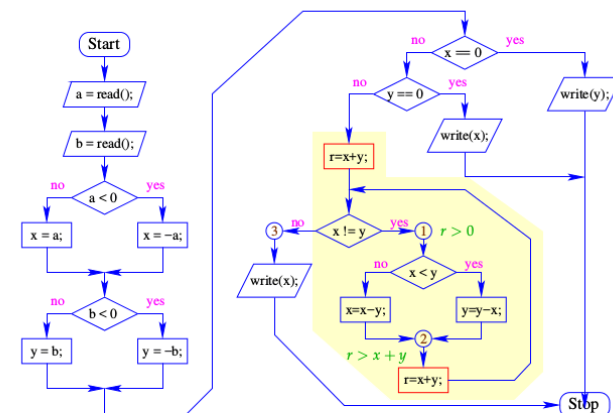 Start
a = read();
b = read();
a < 0
no
yes
x = a;
x = −a;
b < 0
no
yes
y = b;
y = −b;
x == 0
no
yes
y == 0
no
yes
write(y);
write(x);
r=x+y;
x != y
no
yes
3
1
r > 0
write(x);
x < y
no
yes
x=x−y;
y=y−x;
2
r > x + y
r=x+y;
Stop